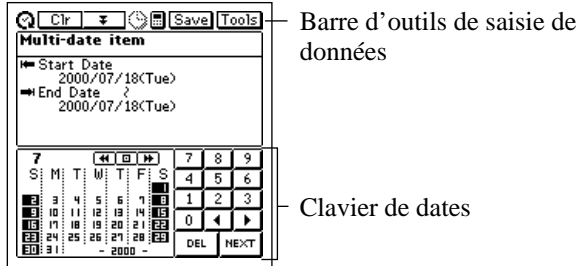 Clr Save Tools
Barre d'outils de saisie de
données
Multi-date item
Start Date
2000/07/18(Tue)
End Date ~
2000/07/18(Tue)
7
S M T W T F S
1
2 3 4 5 6 7 8
9 10 11 12 13 14 15
16 17 18 19 20 21 22
23 24 25 26 27 28 29
30 31 - 2000 -
7 8 9
4 5 6
1 2 3
0
DEL NEXT
Clavier de dates